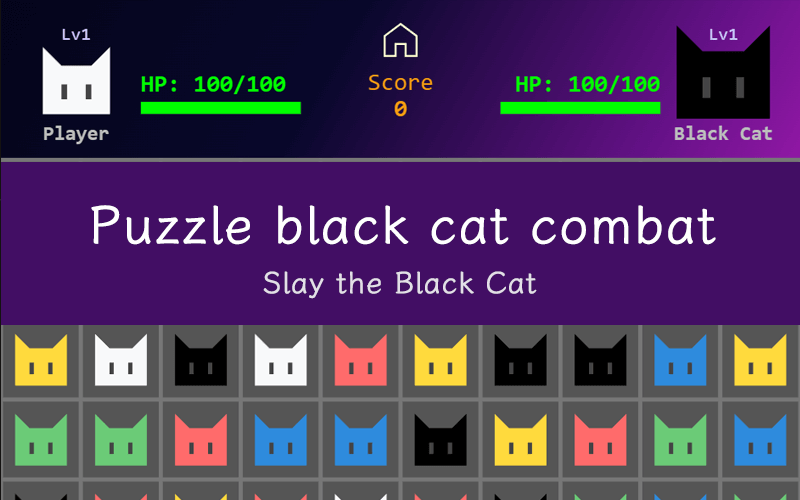 Lv1
Lv1
HP: 100/100
Score
HP: 100/100
0
Player
Black Cat
Puzzle black cat combat
Slay the Black Cat